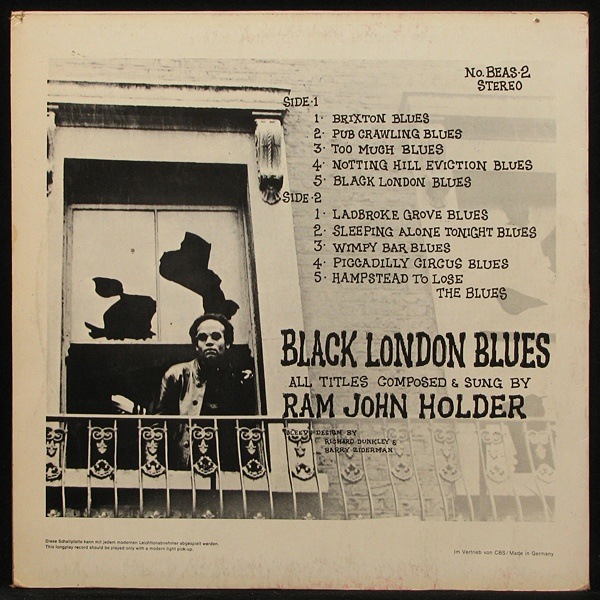 No. BEAS-2
STEREO
SIDE·1
1· BRIXTON BLUES
2· PUB CRAWLING BLUES
3· TOO MUCH BLUES
4· NOTTING HILL EVICTION BLUES
5· BLACK LONDON BLUES
SIDE·2
1· LADBROKE GROVE BLUES
2· SLEEPING ALONE TONIGHT BLUES
3· WIMPY BAR BLUES
4· PICCADILLY CIRCUS BLUES
5· HAMPSTEAD TO LOSE
THE BLUES
BLACK LONDON BLUES
ALL TITLES COMPOSED & SUNG BY
RAM JOHN HOLDER
SLEEVE DESIGN BY
RICHARD DUNKLEY &
BARRY ZIDERMAN
Diese Schallplatte kann mit jedem modernen Leichttonabnehmer abgespielt werden.
This longplay record should be played only with a modern light pick-up.
Im Vertrieb von CBS/Made in Germany